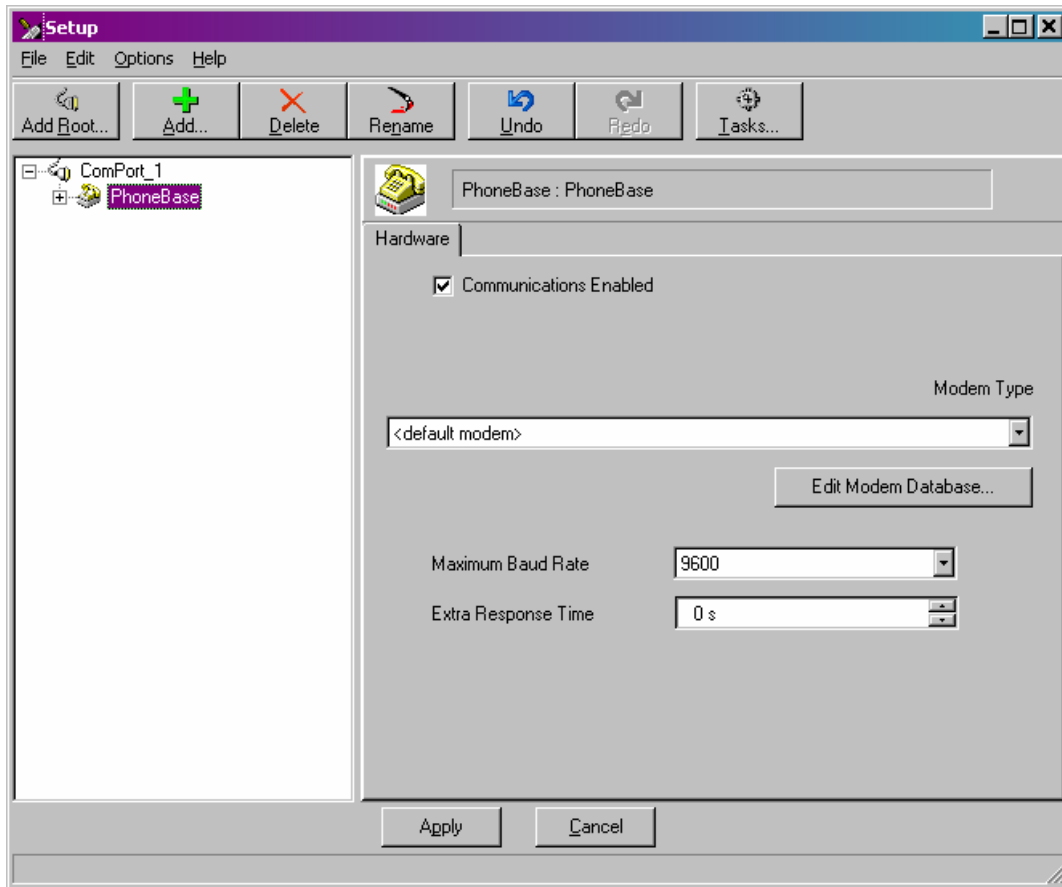 Setup
File Edit Options Help
Add Root... Add... Delete Rename Undo Redo Tasks...
ComPort_1
PhoneBase
PhoneBase : PhoneBase
Hardware
Communications Enabled
Modem Type
<default modem>
Edit Modem Database...
Maximum Baud Rate 9600
Extra Response Time 0 s
Apply Cancel